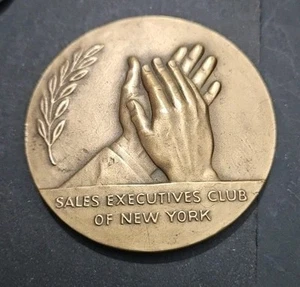 SALES EXECUTIVES CLUB
OF NEW YORK